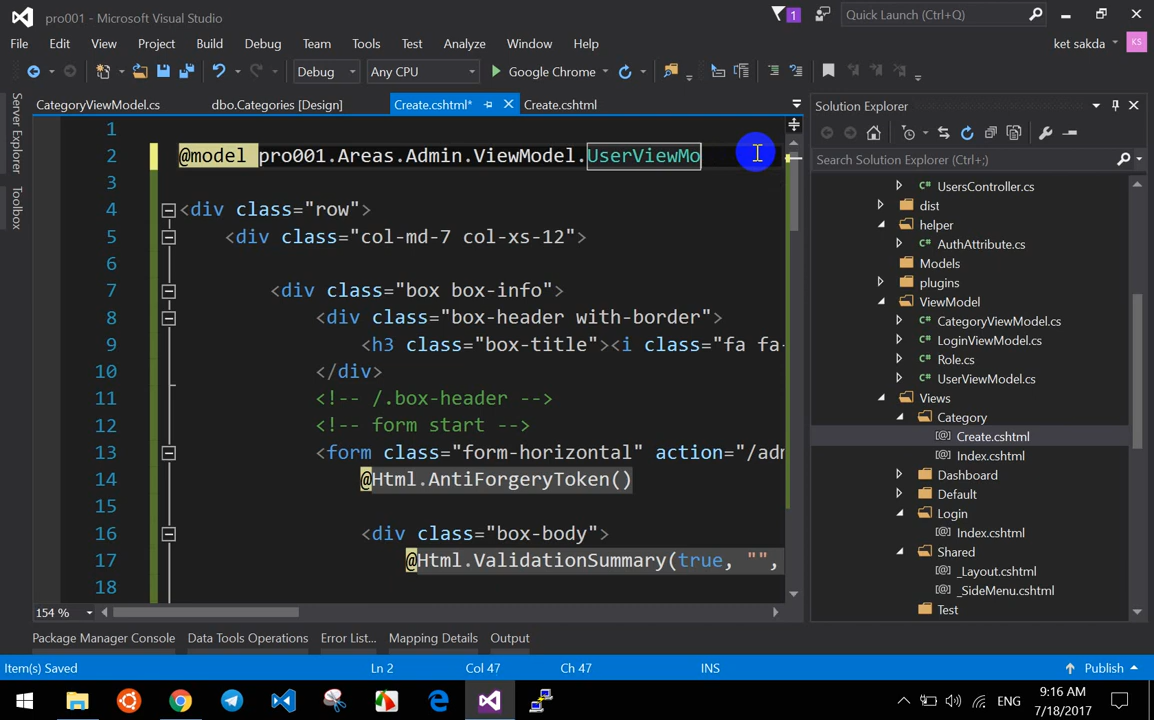 pro001 - Microsoft Visual Studio
1
Quick Launch (Ctrl+Q)
File Edit View Project Build Debug Team Tools Test Analyze Window Help
ket sakda
KS
Debug Any CPU Google Chrome
Server Explorer
Toolbox
CategoryViewModel.cs dbo.Categories [Design] Create.cshtml* Create.cshtml
1
2 @model pro001.Areas.Admin.ViewModel.UserViewMo
3
4 <div class="row">
5 <div class="col-md-7 col-xs-12">
6
7 <div class="box box-info">
8 <div class="box-header with-border">
9 <h3 class="box-title"><i class="fa fa-
10 </div>
11 <!-- /.box-header -->
12 <!-- form start -->
13 <form class="form-horizontal" action="/adm
14 @Html.AntiForgeryToken()
15
16 <div class="box-body">
17 @Html.ValidationSummary(true, "",
18
154 %
Solution Explorer
Search Solution Explorer (Ctrl+;)
UsersController.cs
dist
helper
AuthAttribute.cs
Models
plugins
ViewModel
CategoryViewModel.cs
LoginViewModel.cs
Role.cs
UserViewModel.cs
Views
Category
Create.cshtml
Index.cshtml
Dashboard
Default
Login
Index.cshtml
Shared
_Layout.cshtml
_SideMenu.cshtml
Test
Package Manager Console Data Tools Operations Error List... Mapping Details Output
Item(s) Saved Ln 2 Col 47 Ch 47 INS Publish
ENG
9:16 AM
7/18/2017